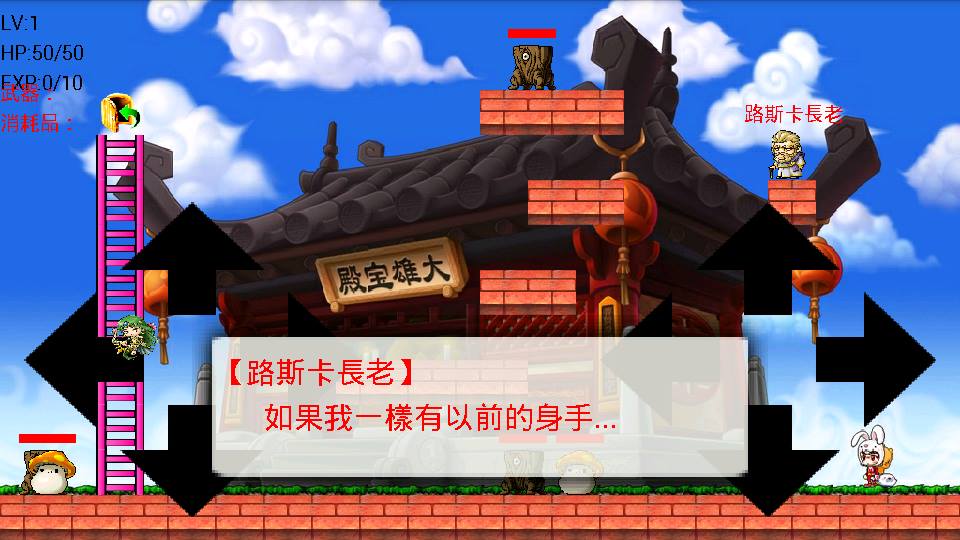 LV:1
HP:50/50
EXP:0/10
武器：
消耗品：
路斯卡長老
殿寶雄大
【路斯卡長老】
如果我一樣有以前的身手...